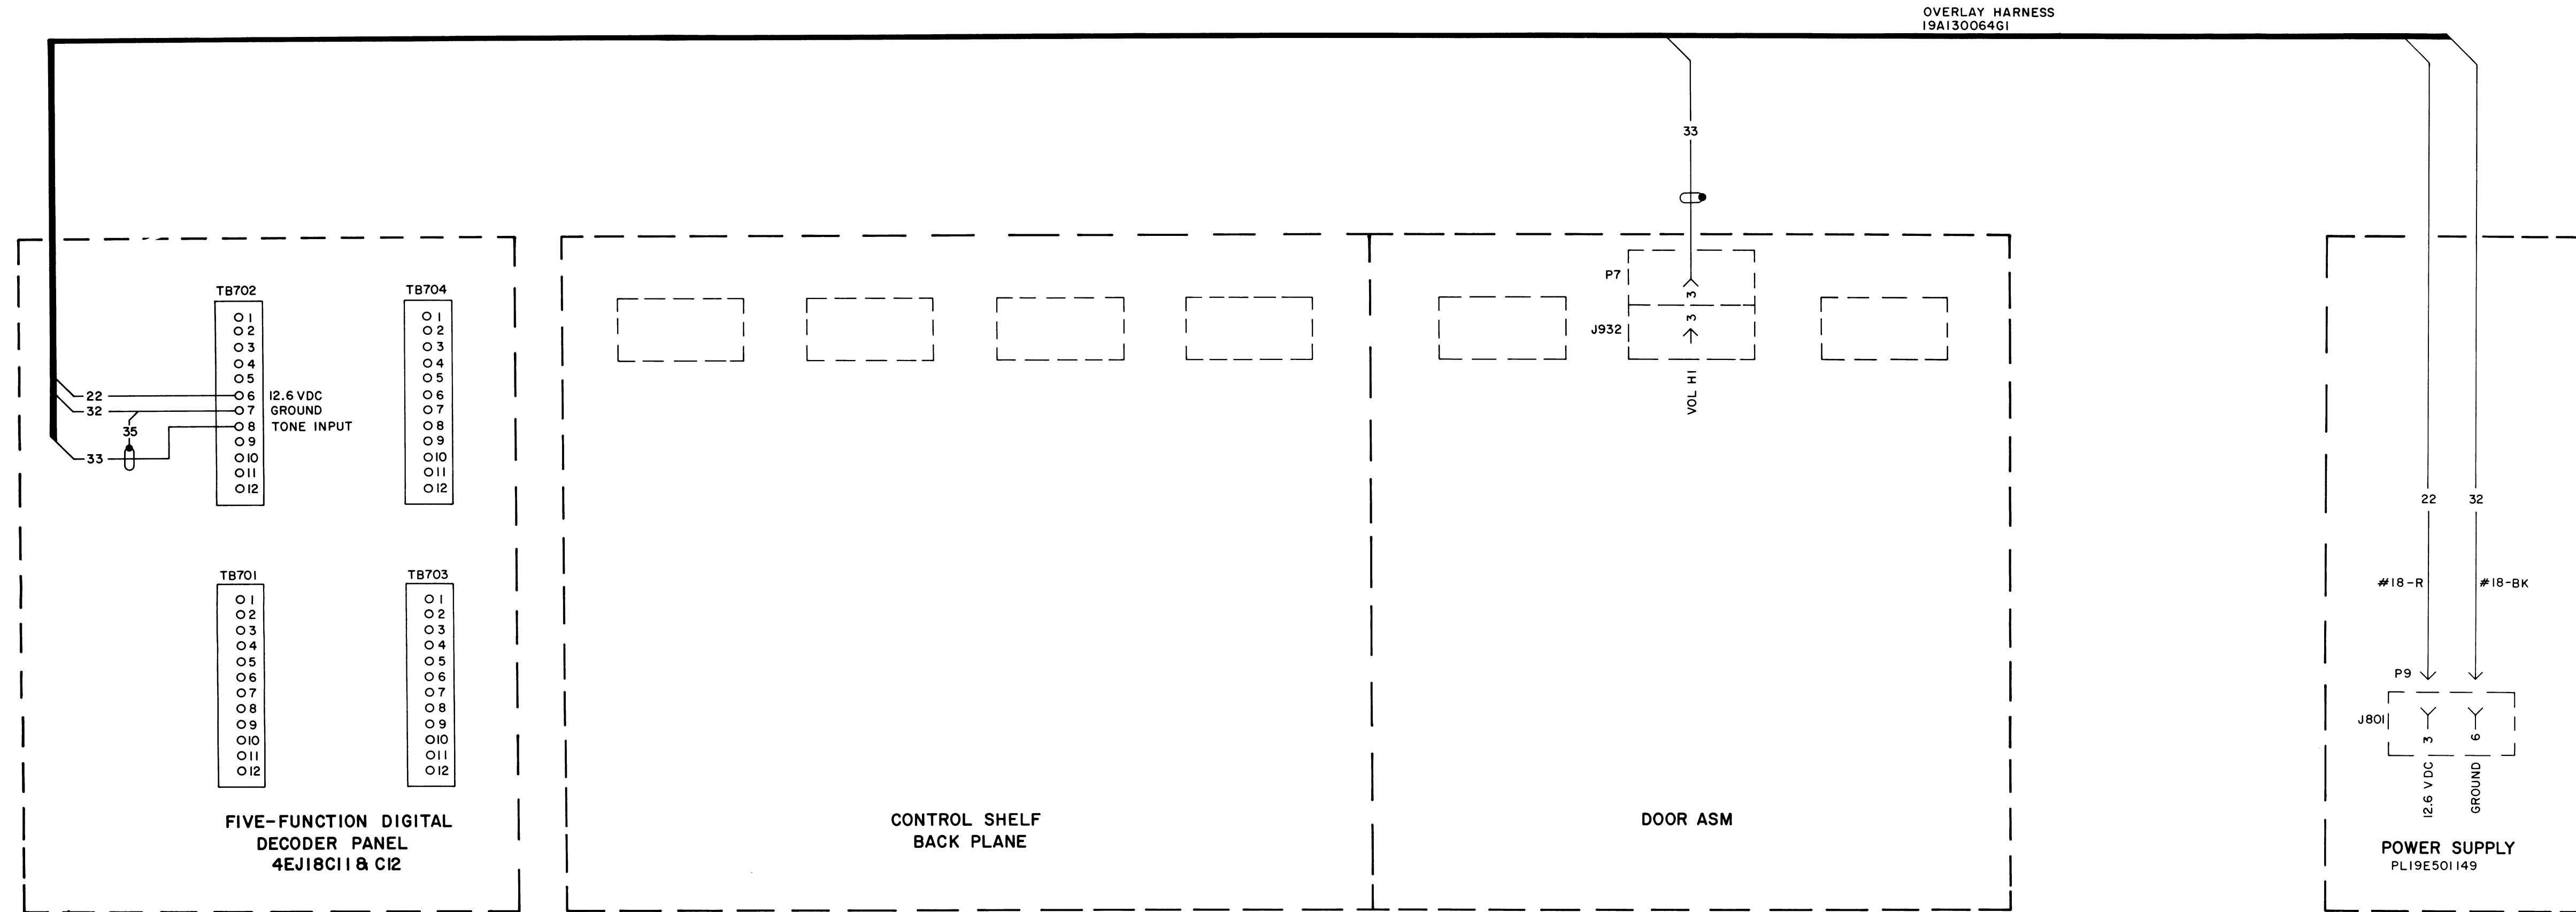 OVERLAY HARNESS
19A130064G1
33
P7
3
J932
3
VOL HI
TB702
1
2
3
4
5
6
7
8
9
10
11
12
22
12.6 VDC
32
GROUND
TONE INPUT
35
33
TB704
1
2
3
4
5
6
7
8
9
10
11
12
TB701
1
2
3
4
5
6
7
8
9
10
11
12
TB703
1
2
3
4
5
6
7
8
9
10
11
12
FIVE-FUNCTION DIGITAL
DECODER PANEL
4EJ18C11 & C12
CONTROL SHELF
BACK PLANE
DOOR ASM
22
32
#18-R
#18-BK
P9
J801
3
6
12.6 VDC
GROUND
POWER SUPPLY
PL19E501149